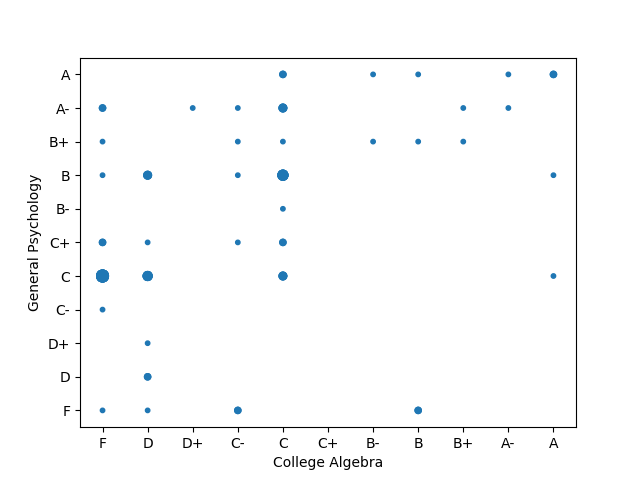 A
A-
B+
B
B-
C+
C
C-
D+
D
F
General Psychology
F D D+ C- C C+ B- B B+ A- A
College Algebra